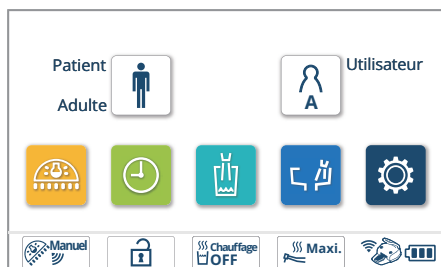 Patient
Utilisateur
Adulte
A
Manuel
Chauffage
OFF
Maxi.